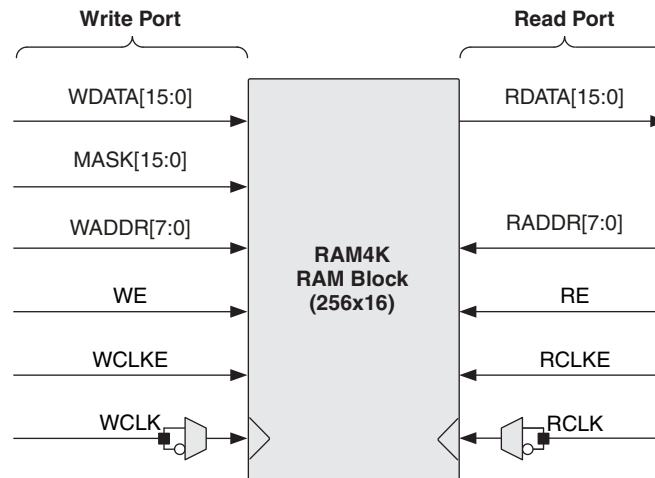 Write Port
Read Port
WDATA[15:0]
RDATA[15:0]
MASK[15:0]
WADDR[7:0]
RADDR[7:0]
RAM4K
RAM Block
(256x16)
WE
RE
WCLKE
RCLKE
WCLK
RCLK